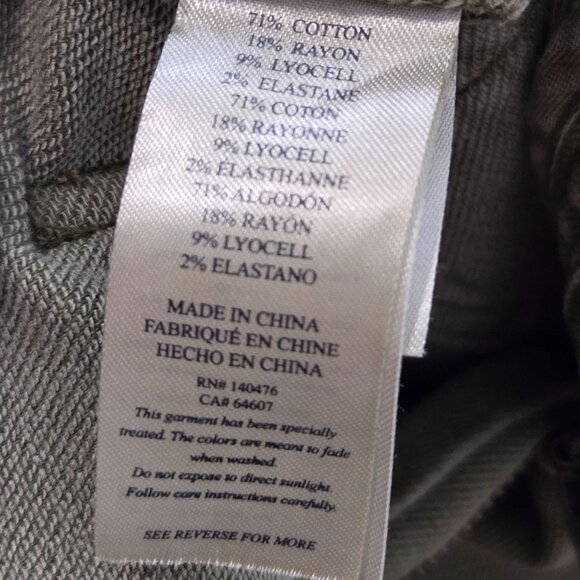 71% COTTON
18% RAYON
9% LYOCELL
2% ELASTANE
71% COTON
18% RAYONNE
9% LYOCELL
2% ÉLASTHANNE
71% ALGODÓN
18% RAYÓN
9% LYOCELL
2% ELASTANO
MADE IN CHINA
FABRIQUÉ EN CHINE
HECHO EN CHINA
RN# 140476
CA# 64607
This garment has been specially
treated. The colors are meant to fade
when washed.
Do not expose to direct sunlight.
Follow care instructions carefully.
SEE REVERSE FOR MORE